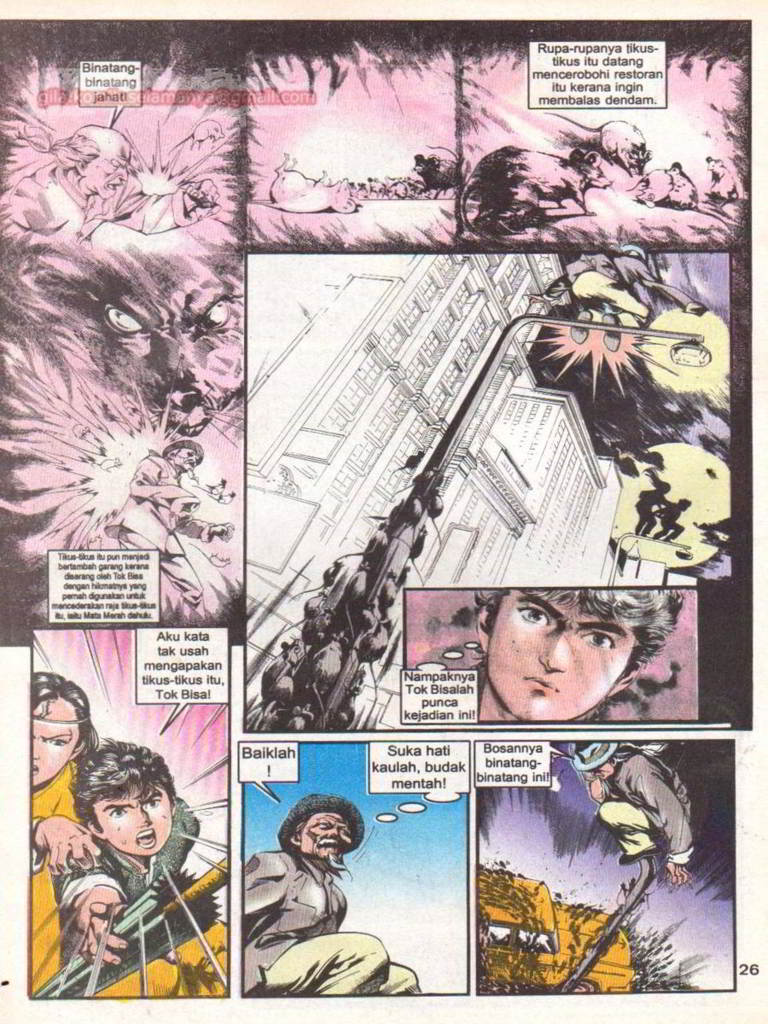 Binatang-
binatang
jahat!
Rupa-rupanya tikus-
tikus itu datang
mencerobohi restoran
itu kerana ingin
membalas dendam.
Tikus-tikus itu pun menjadi
bertambah garang kerana
diserang oleh Tok Bisa
dengan hikmatnya yang
pernah digunakan untuk
mencederakan raja tikus-tikus
itu, iaitu Mata Merah dahulu.
Nampaknya
Tok Bisalah
punca
kejadian ini!
Aku kata
tak usah
mengapakan
tikus-tikus itu,
Tok Bisa!
Baiklah
!
Suka hati
kaulah, budak
mentah!
Bosannya
binatang-
binatang ini!
26